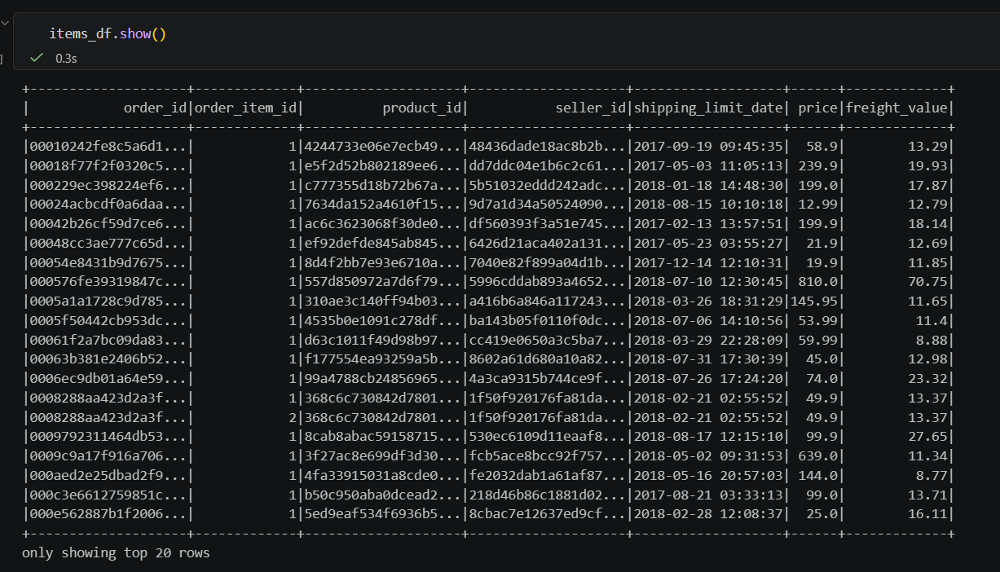 items_df.show()
]
0.3s
+--------------------+-------------+--------------------+--------------------+-------------------+------+-------------+
|            order_id|order_item_id|          product_id|           seller_id|shipping_limit_date| price|freight_value|
+--------------------+-------------+--------------------+--------------------+-------------------+------+-------------+
|00010242fe8c5a6d1...|            1|4244733e06e7ecb49...|48436dade18ac8b2b...|2017-09-19 09:45:35|  58.9|        13.29|
|00018f77f2f0320c5...|            1|e5f2d52b802189ee6...|dd7ddc04e1b6c2c61...|2017-05-03 11:05:13| 239.9|        19.93|
|000229ec398224ef6...|            1|c777355d18b72b67a...|5b51032eddd242adc...|2018-01-18 14:48:30| 199.0|        17.87|
|00024acbcdf0a6daa...|            1|7634da152a4610f15...|9d7a1d34a50524090...|2018-08-15 10:10:18| 12.99|        12.79|
|00042b26cf59d7ce6...|            1|ac6c3623068f30de0...|df560393f3a51e745...|2017-02-13 13:57:51| 199.9|        18.14|
|00048cc3ae777c65d...|            1|ef92defde845ab845...|6426d21aca402a131...|2017-05-23 03:55:27|  21.9|        12.69|
|00054e8431b9d7675...|            1|8d4f2bb7e93e6710a...|7040e82f899a04d1b...|2017-12-14 12:10:31|  19.9|        11.85|
|000576fe39319847c...|            1|557d850972a7d6f79...|5996cddab893a4652...|2018-07-10 12:30:45| 810.0|        70.75|
|0005a1a1728c9d785...|            1|310ae3c140ff94b03...|a416b6a846a117243...|2018-03-26 18:31:29|145.95|        11.65|
|0005f50442cb953dc...|            1|4535b0e1091c278df...|ba143b05f0110f0dc...|2018-07-06 14:10:56| 53.99|         11.4|
|00061f2a7bc09da83...|            1|d63c1011f49d98b97...|cc419e0650a3c5ba7...|2018-03-29 22:28:09| 59.99|         8.88|
|00063b381e2406b52...|            1|f177554ea93259a5b...|8602a61d680a10a82...|2018-07-31 17:30:39|  45.0|        12.98|
|0006ec9db01a64e59...|            1|99a4788cb24856965...|4a3ca9315b744ce9f...|2018-07-26 17:24:20|  74.0|        23.32|
|0008288aa423d2a3f...|            1|368c6c730842d7801...|1f50f920176fa81da...|2018-02-21 02:55:52|  49.9|        13.37|
|0008288aa423d2a3f...|            2|368c6c730842d7801...|1f50f920176fa81da...|2018-02-21 02:55:52|  49.9|        13.37|
|0009792311464db53...|            1|8cab8abac59158715...|530ec6109d11eaaf8...|2018-08-17 12:15:10|  99.9|        27.65|
|0009c9a17f916a706...|            1|3f27ac8e699df3d30...|fcb5ace8bcc92f757...|2018-05-02 09:31:53| 639.0|        11.34|
|000aed2e25dbad2f9...|            1|4fa33915031a8cde0...|fe2032dab1a61af87...|2018-05-16 20:57:03| 144.0|         8.77|
|000c3e6612759851c...|            1|b50c950aba0dcead2...|218d46b86c1881d02...|2017-08-21 03:33:13|  99.0|        13.71|
|000e562887b1f2006...|            1|5ed9eaf534f6936b5...|8cbac7e12637ed9cf...|2018-02-28 12:08:37|  25.0|        16.11|
+--------------------+-------------+--------------------+--------------------+-------------------+------+-------------+
only showing top 20 rows